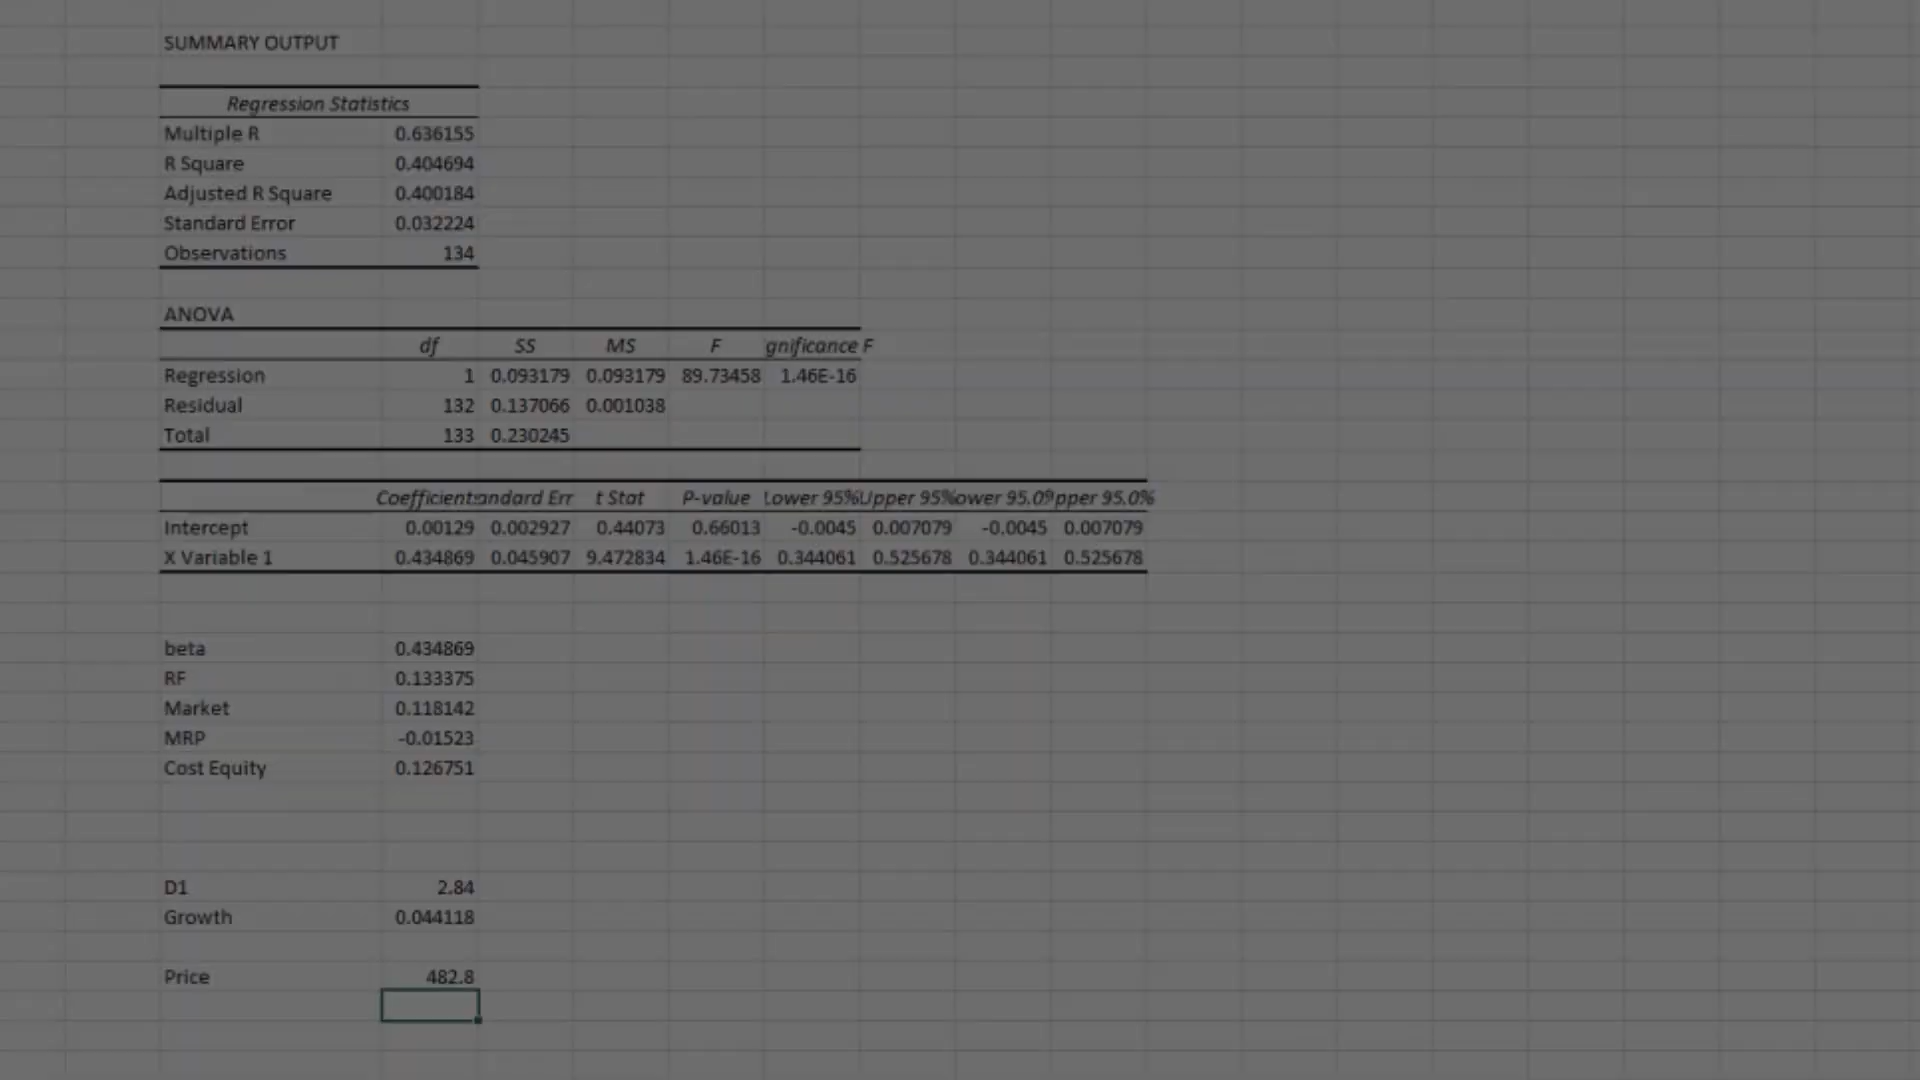 SUMMARY OUTPUT
Regression Statistics
Multiple R 0.636155
R Square 0.404694
Adjusted R Square 0.400184
Standard Error 0.032224
Observations 134
ANOVA
df SS MS F gnificance F
Regression 1 0.093179 0.093179 89.73458 1.46E-16
Residual 132 0.137066 0.001038
Total 133 0.230245
Coefficients andard Err t Stat P-value Lower 95% Upper 95% ower 95.0% pper 95.0%
Intercept 0.00129 0.002927 0.44073 0.66013 -0.0045 0.007079 -0.0045 0.007079
X Variable 1 0.434869 0.045907 9.472834 1.46E-16 0.344061 0.525678 0.344061 0.525678
beta 0.434869
RF 0.133375
Market 0.118142
MRP -0.01523
Cost Equity 0.126751
D1 2.84
Growth 0.044118
Price 482.8